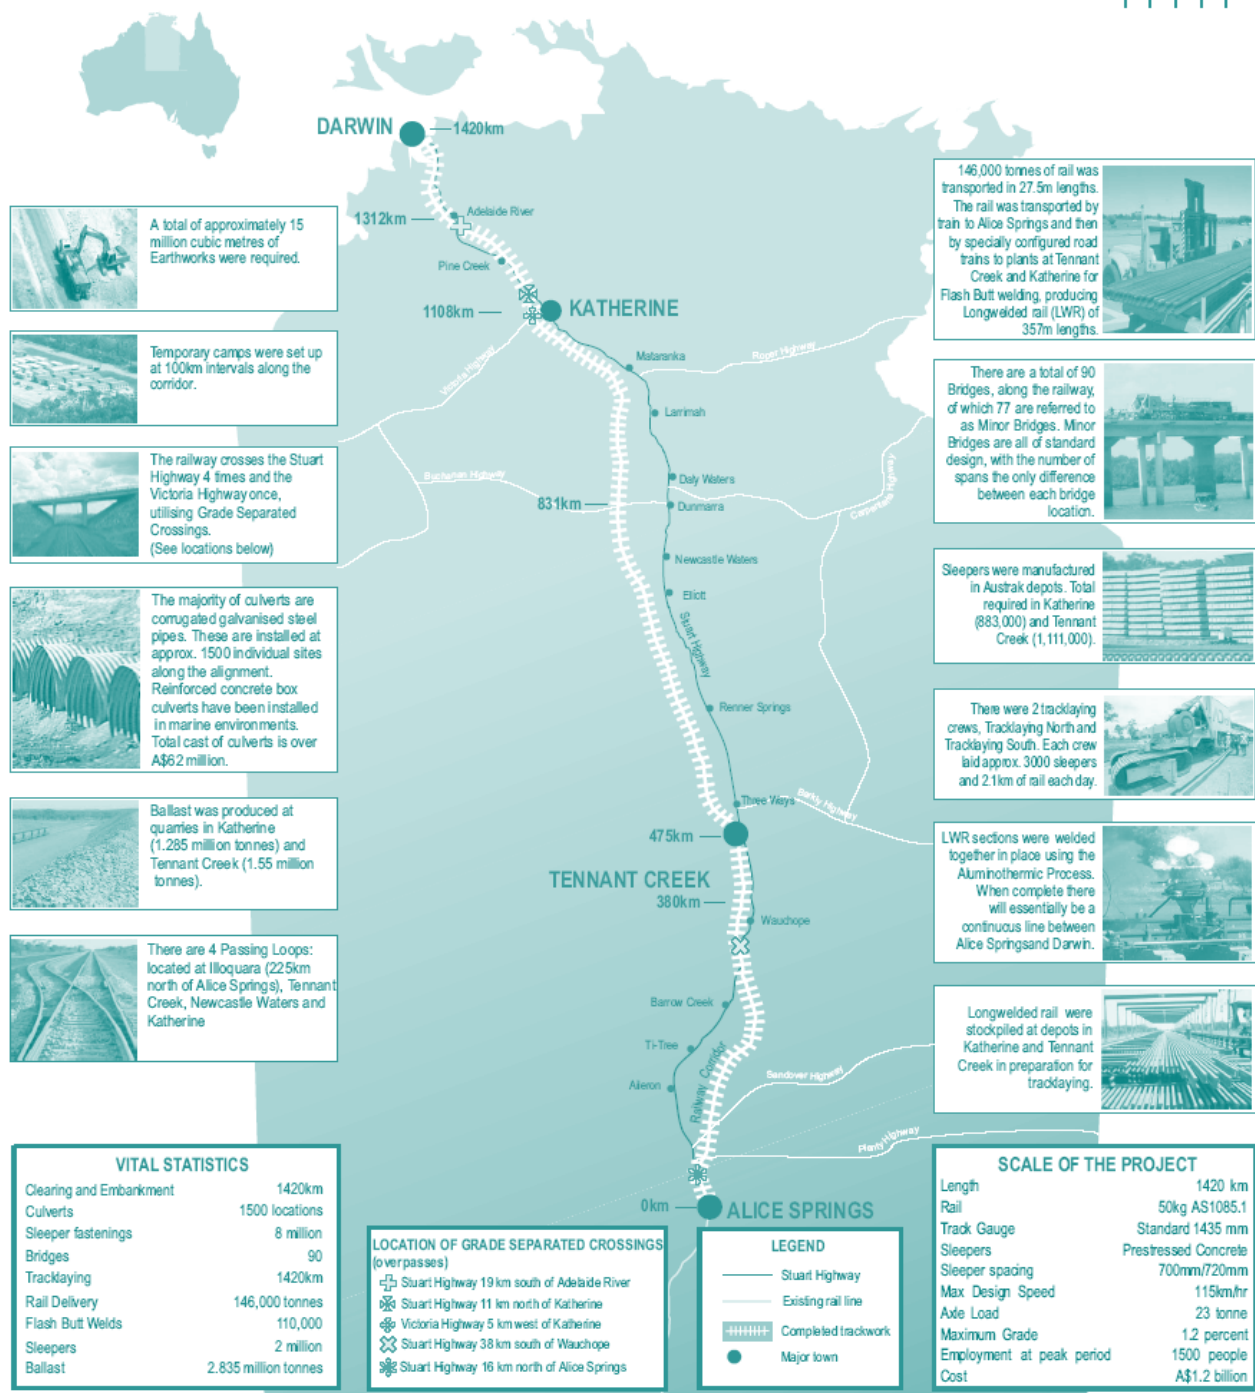 DARWIN
1420km
Adelaide River
1312km
Pine Creek
KATHERINE
1108km
Mataranka
Roper Highway
Victoria Highway
Larrimah
Buchanan Highway
Daly Waters
831km
Dunmarra
Carpentaria Highway
Newcastle Waters
Elliott
Stuart Highway
Renner Springs
Three Ways
Barkly Highway
475km
TENNANT CREEK
380km
Wauchope
Barrow Creek
Ti-Tree
Railway Corridor
Sandover Highway
Aileron
Plenty Highway
0km
ALICE SPRINGS
A total of approximately 15
million cubic metres of
Earthworks were required.
Temporary camps were set up
at 100km intervals along the
corridor.
The railway crosses the Stuart
Highway 4 times and the
Victoria Highway once,
utilising Grade Separated
Crossings.
(See locations below)
The majority of culverts are
corrugated galvanised steel
pipes. These are installed at
approx. 1500 individual sites
along the alignment.
Reinforced concrete box
culverts have been installed
in marine environments.
Total cast of culverts is over
A$62 million.
Ballast was produced at
quarries in Katherine
(1.285 million tonnes) and
Tennant Creek (1.55 million
tonnes).
There are 4 Passing Loops:
located at Illoquara (225km
north of Alice Springs), Tennant
Creek, Newcastle Waters and
Katherine
146,000 tonnes of rail was
transported in 27.5m lengths.
The rail was transported by
train to Alice Springs and then
by specially configured road
trains to plants at Tennant
Creek and Katherine for
Flash Butt welding, producing
Longwelded rail (LWR) of
357m lengths.
There are a total of 90
Bridges, along the railway,
of which 77 are referred to
as Minor Bridges. Minor
Bridges are all of standard
design, with the number of
spans the only difference
between each bridge
location.
Sleepers were manufactured
in Austrak depots. Total
required in Katherine
(883,000) and Tennant
Creek (1,111,000).
There were 2 tracklaying
crews, Tracklaying North and
Tracklaying South. Each crew
laid approx. 3000 sleepers
and 2.1km of rail each day.
LWR sections were welded
together in place using the
Aluminothermic Process.
When complete there
will essentially be a
continuous line between
Alice Springsand Darwin.
Longwelded rail were
stockpiled at depots in
Katherine and Tennant
Creek in preparation for
tracklaying.
VITAL STATISTICS
Clearing and Embankment 1420km
Culverts 1500 locations
Sleeper fastenings 8 million
Bridges 90
Tracklaying 1420km
Rail Delivery 146,000 tonnes
Flash Butt Welds 110,000
Sleepers 2 million
Ballast 2.835 million tonnes
LOCATION OF GRADE SEPARATED CROSSINGS
(overpasses)
Stuart Highway 19 km south of Adelaide River
Stuart Highway 11 km north of Katherine
Victoria Highway 5 km west of Katherine
Stuart Highway 38 km south of Wauchope
Stuart Highway 16 km north of Alice Springs
LEGEND
Stuart Highway
Existing rail line
Completed trackwork
Major town
SCALE OF THE PROJECT
Length 1420 km
Rail 50kg AS1085.1
Track Gauge Standard 1435 mm
Sleepers Prestressed Concrete
Sleeper spacing 700mm/720mm
Max Design Speed 115km/hr
Axle Load 23 tonne
Maximum Grade 1.2 percent
Employment at peak period 1500 people
Cost A$1.2 billion